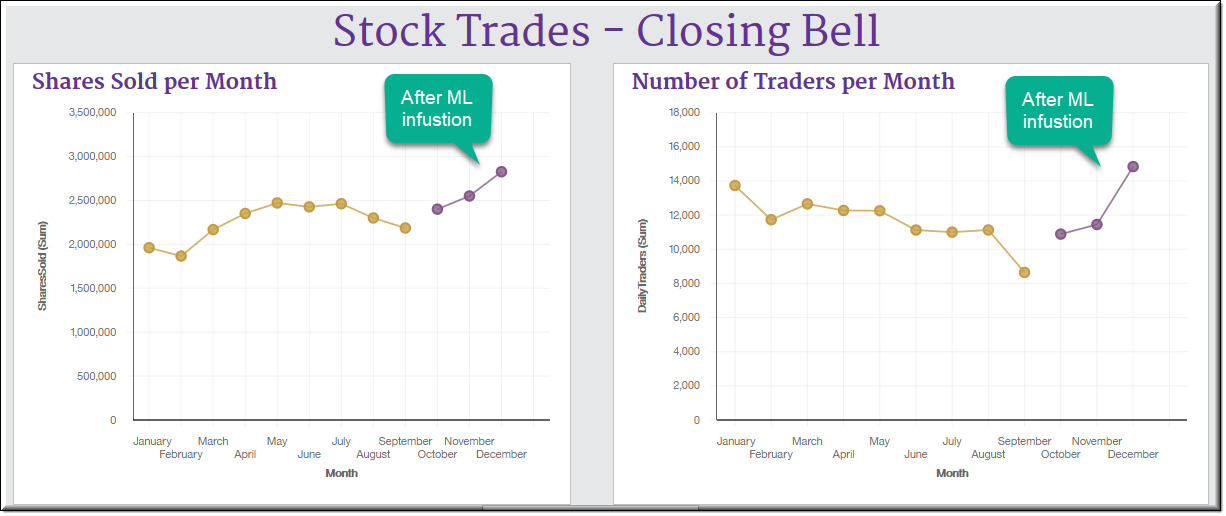 Stock Trades - Closing Bell
Shares Sold per Month
After ML
infustion
3,500,000
3,000,000
2,500,000
2,000,000
1,500,000
1,000,000
500,000
0
SharesSold (Sum)
January
February
March
April
May
June
July
August
September
October
November
December
Month
Number of Traders per Month
After ML
infustion
18,000
16,000
14,000
12,000
10,000
8,000
6,000
4,000
2,000
0
DailyTraders (Sum)
January
February
March
April
May
June
July
August
September
October
November
December
Month